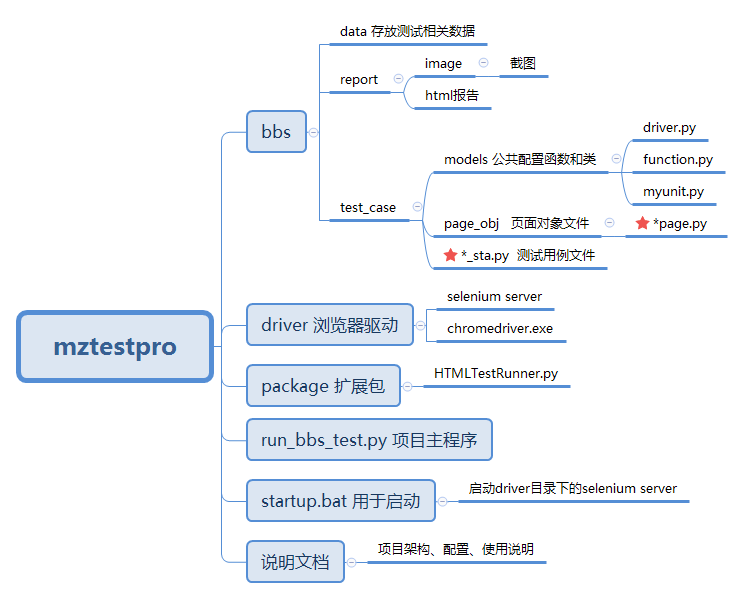 mztestpro
bbs
data 存放测试相关数据
report
image
截图
html报告
test_case
models 公共配置函数和类
driver.py
function.py
myunit.py
page_obj 页面对象文件
*page.py
*_sta.py 测试用例文件
driver 浏览器驱动
selenium server
chromedriver.exe
package 扩展包
HTMLTestRunner.py
run_bbs_test.py 项目主程序
startup.bat 用于启动
启动driver目录下的selenium server
说明文档
项目架构、配置、使用说明